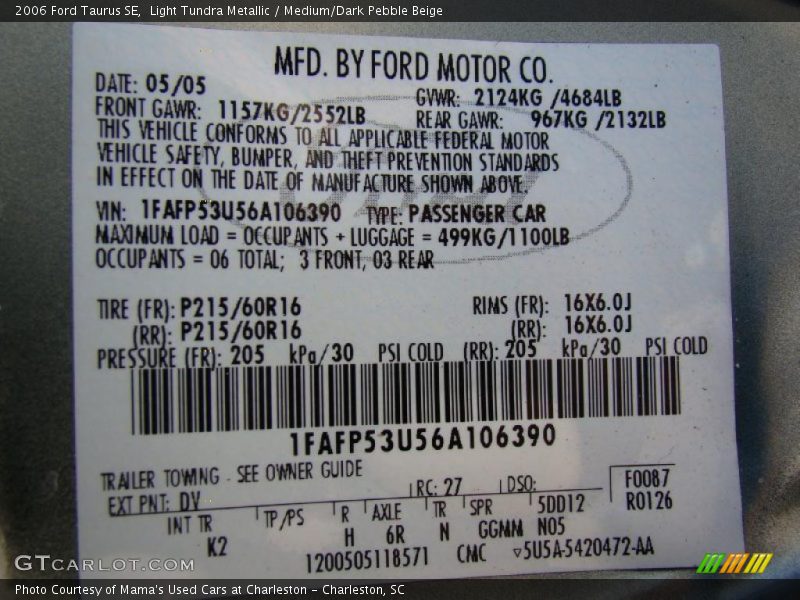 2006 Ford Taurus SE,  Light Tundra Metallic / Medium/Dark Pebble Beige
MFD. BY FORD MOTOR CO.
DATE: 05/05 GVWR: 2124KG /4684LB
FRONT GAWR: 1157KG/2552LB REAR GAWR: 967KG /2132LB
THIS VEHICLE CONFORMS TO ALL APPLICABLE FEDERAL MOTOR
VEHICLE SAFETY, BUMPER, AND THEFT PREVENTION STANDARDS
IN EFFECT ON THE DATE OF MANUFACTURE SHOWN ABOVE.
VIN: 1FAFP53U56A106390 TYPE: PASSENGER CAR
MAXIMUM LOAD = OCCUPANTS + LUGGAGE = 499KG/1100LB
OCCUPANTS = 06 TOTAL; 3 FRONT, 03 REAR
TIRE (FR): P215/60R16 RIMS (FR): 16X6.0J
(RR): P215/60R16 (RR): 16X6.0J
PRESSURE (FR): 205 kPa/30 PSI COLD (RR): 205 kPa/30 PSI COLD
1FAFP53U56A106390
TRAILER TOWING - SEE OWNER GUIDE
EXT PNT: DV RC: 27 DSO: F0087
R0126
INT TR TP/PS R AXLE TR SPR 5DD12
K2 H 6R N GGMM N05
1200505118571 CMC ▿5U5A-5420472-AA
GTCARLOT.COM
Photo Courtesy of Mama's Used Cars at Charleston – Charleston, SC